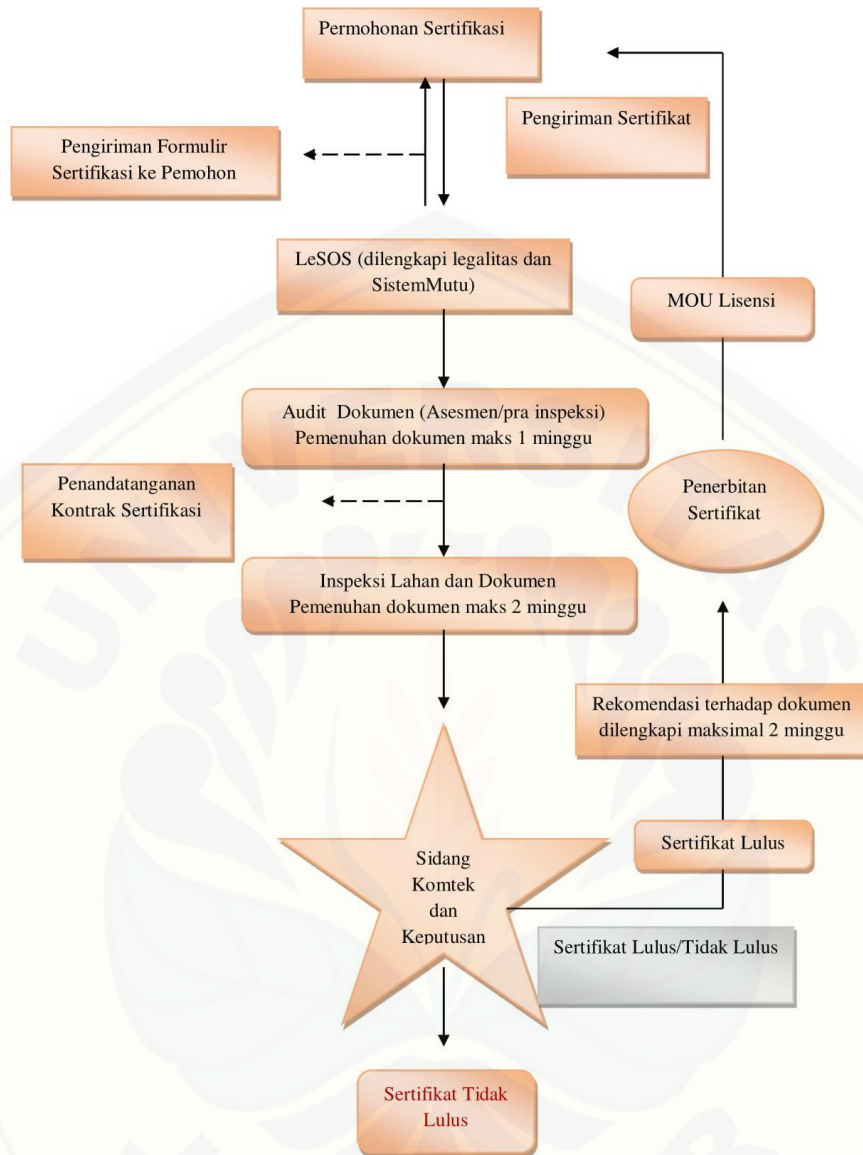 Permohonan Sertifikasi
Pengiriman Sertifikat
Pengiriman Formulir
Sertifikasi ke Pemohon
LeSOS (dilengkapi legalitas dan
SistemMutu)
MOU Lisensi
Audit Dokumen (Asesmen/pra inspeksi)
Pemenuhan dokumen maks 1 minggu
Penandatanganan
Kontrak Sertifikasi
Penerbitan
Sertifikat
Inspeksi Lahan dan Dokumen
Pemenuhan dokumen maks 2 minggu
Rekomendasi terhadap dokumen
dilengkapi maksimal 2 minggu
Sertifikat Lulus
Sidang
Komtek
dan
Keputusan
Sertifikat Lulus/Tidak Lulus
Sertifikat Tidak
Lulus
UNIVERSITAS